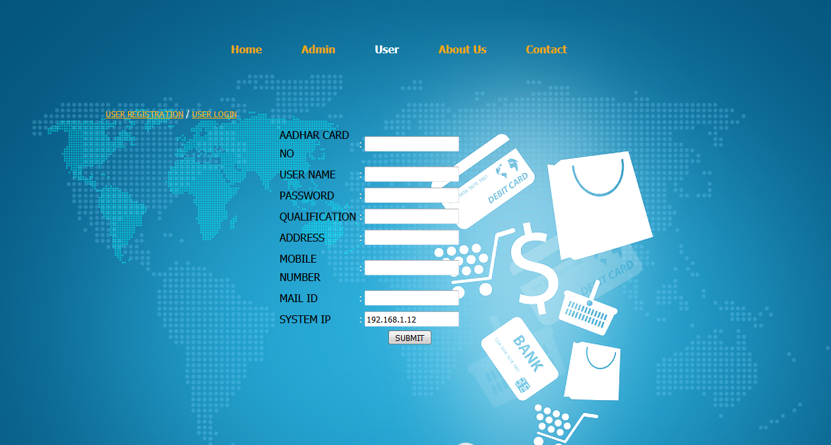 Home Admin User About Us Contact
USER REGISTRATION / USER LOGIN
AADHAR CARD
NO :
USER NAME :
PASSWORD :
QUALIFICATION :
ADDRESS :
MOBILE
NUMBER :
MAIL ID :
SYSTEM IP : 192.168.1.12
SUBMIT
DEBIT CARD
DEBIT CARD
BANK